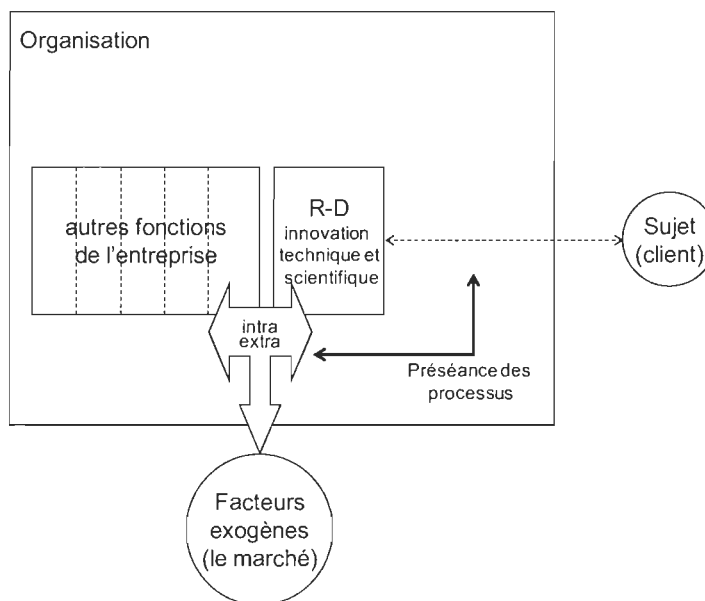 Organisation
autres fonctions
de l'entreprise
R-D
innovation
technique et
scientifique
Sujet
(client)
intra
extra
Préséance des
processus
Facteurs
exogènes
(le marché)